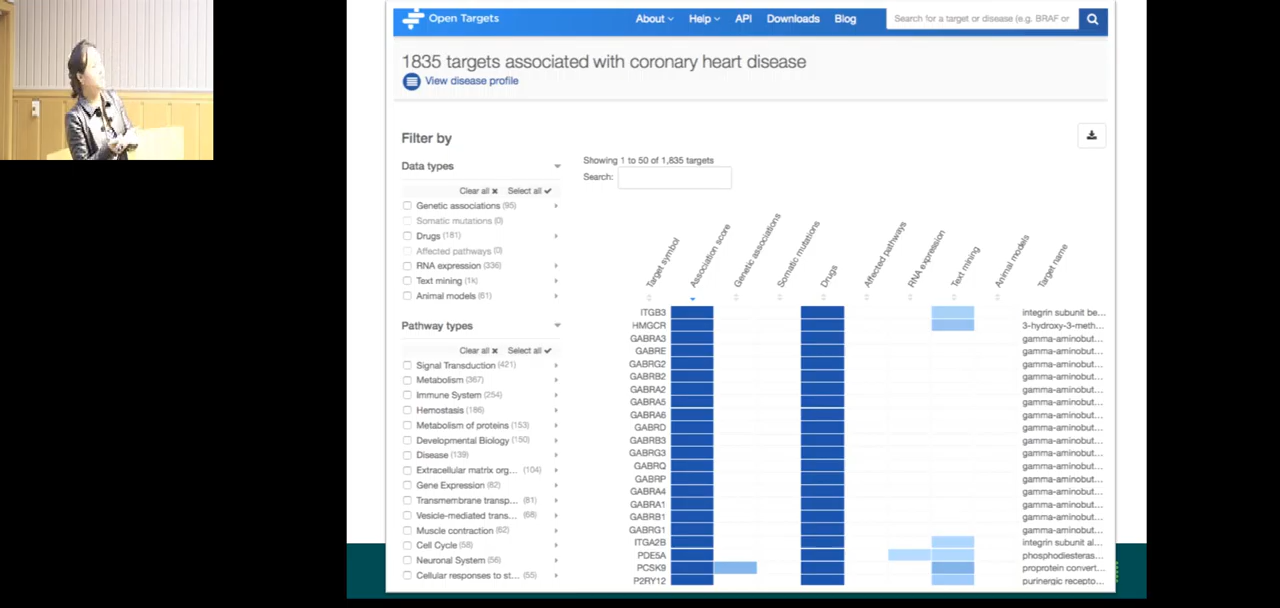 Open Targets
About Help API Downloads Blog
Search for a target or disease (e.g. BRAF or
1835 targets associated with coronary heart disease
View disease profile
Filter by
Data types
Clear all Select all
Genetic associations (95)
Somatic mutations (0)
Drugs (181)
Affected pathways (0)
RNA expression (336)
Text mining (1k)
Animal models (61)
Pathway types
Clear all Select all
Signal Transduction (421)
Metabolism (367)
Immune System (254)
Hemostasis (186)
Metabolism of proteins (153)
Developmental Biology (150)
Disease (139)
Extracellular matrix org... (104)
Gene Expression (82)
Transmembrane transp... (81)
Vesicle-mediated trans... (68)
Muscle contraction (62)
Cell Cycle (58)
Neuronal System (56)
Cellular responses to st... (55)
Showing 1 to 50 of 1,835 targets
Search:
Target symbol
Association score
Genetic associations
Somatic mutations
Drugs
Affected pathways
RNA expression
Text mining
Animal models
Target name
ITGB3 integrin subunit be...
HMGCR 3-hydroxy-3-meth...
GABRA3 gamma-aminobut...
GABRE gamma-aminobut...
GABRG2 gamma-aminobut...
GABRB2 gamma-aminobut...
GABRA2 gamma-aminobut...
GABRA5 gamma-aminobut...
GABRA6 gamma-aminobut...
GABRD gamma-aminobut...
GABRB3 gamma-aminobut...
GABRG3 gamma-aminobut...
GABRQ gamma-aminobut...
GABRP gamma-aminobut...
GABRA4 gamma-aminobut...
GABRA1 gamma-aminobut...
GABRB1 gamma-aminobut...
GABRG1 gamma-aminobut...
ITGA2B integrin subunit al...
PDE5A phosphodiesteras...
PCSK9 proprotein convert...
P2RY12 purinergic recepto...